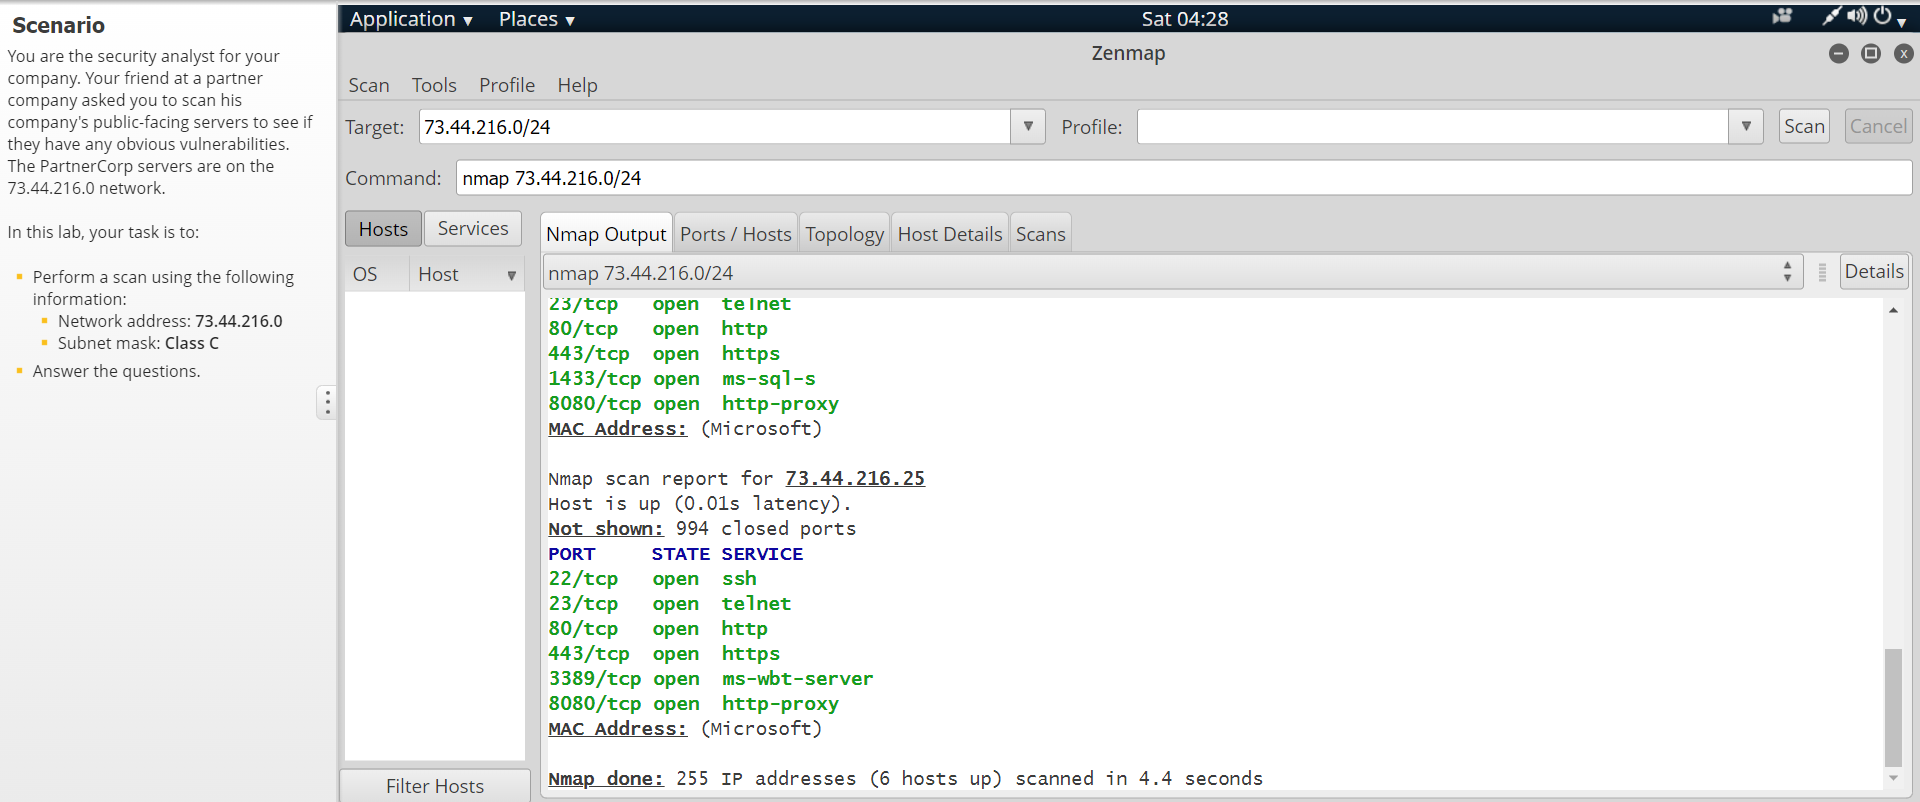 Scenario
You are the security analyst for your
company. Your friend at a partner
company asked you to scan his
company's public-facing servers to see if
they have any obvious vulnerabilities.
The PartnerCorp servers are on the
73.44.216.0 network.
In this lab, your task is to:
Perform a scan using the following
information:
Network address: 73.44.216.0
Subnet mask: Class C
Answer the questions.
Application ▾ Places ▾ Sat 04:28
Zenmap
Scan Tools Profile Help
Target: 73.44.216.0/24 Profile: Scan Cancel
Command: nmap 73.44.216.0/24
Hosts Services
OS Host
Filter Hosts
Nmap Output Ports / Hosts Topology Host Details Scans
nmap 73.44.216.0/24 Details
23/tcp open telnet
80/tcp open http
443/tcp open https
1433/tcp open ms-sql-s
8080/tcp open http-proxy
MAC Address: (Microsoft)
Nmap scan report for 73.44.216.25
Host is up (0.01s latency).
Not shown: 994 closed ports
PORT STATE SERVICE
22/tcp open ssh
23/tcp open telnet
80/tcp open http
443/tcp open https
3389/tcp open ms-wbt-server
8080/tcp open http-proxy
MAC Address: (Microsoft)
Nmap done: 255 IP addresses (6 hosts up) scanned in 4.4 seconds